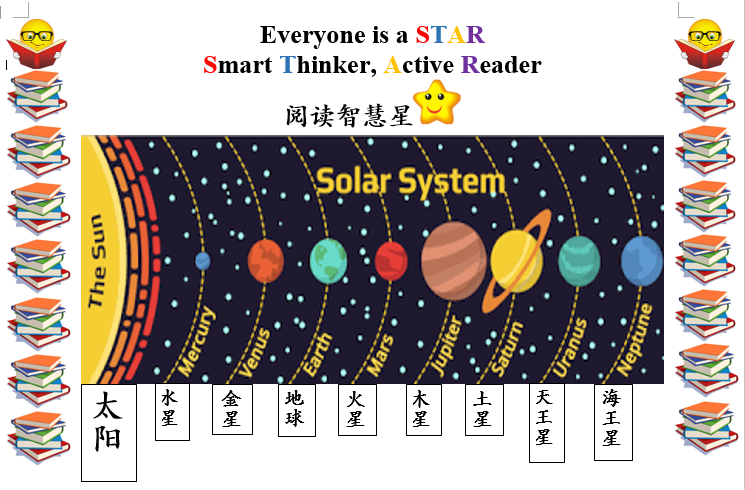 Everyone is a STAR
Smart Thinker, Active Reader
阅读智慧星
Solar System
The Sun
Mercury
Venus
Earth
Mars
Jupiter
Saturn
Uranus
Neptune
太阳
水星
金星
地球
火星
木星
土星
天王星
海王星